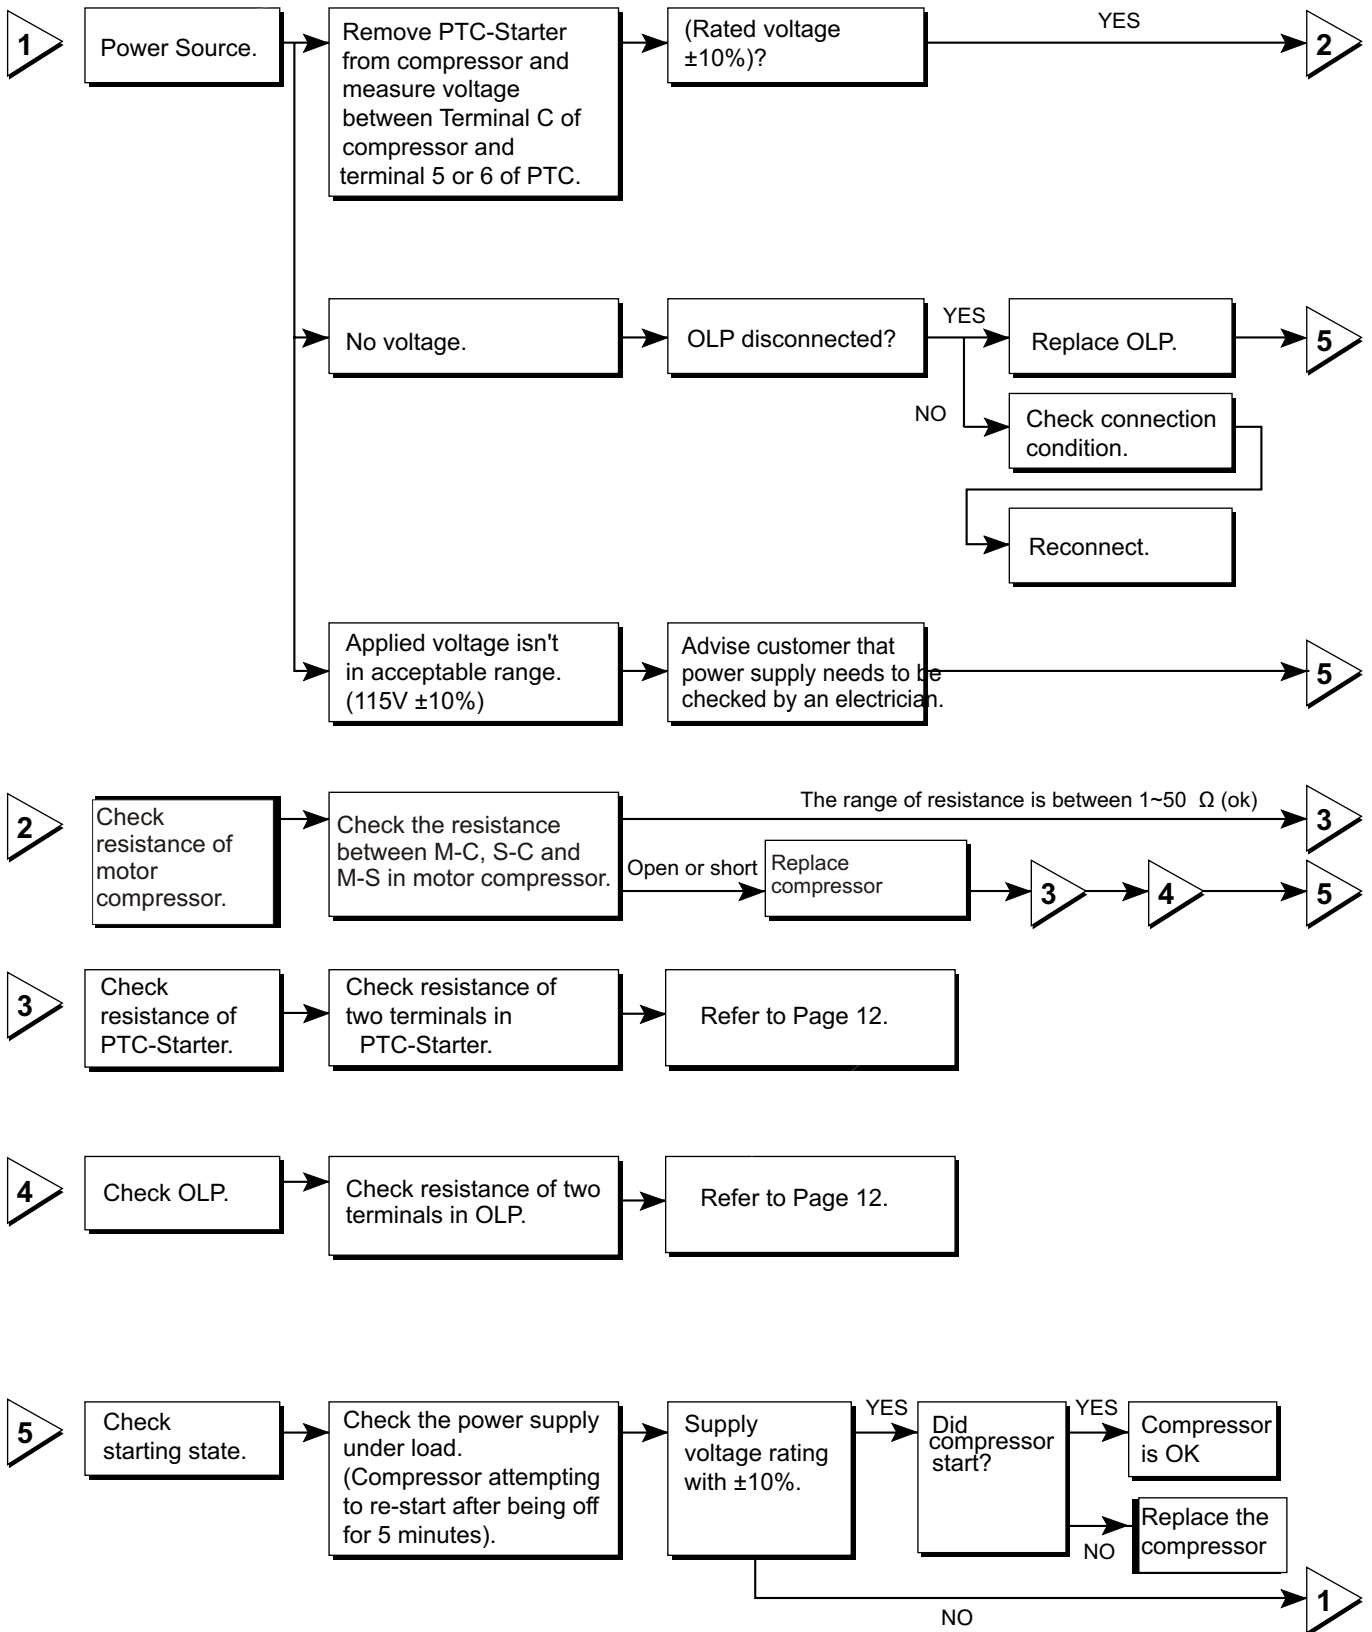 1
Power Source.
Remove PTC-Starter
from compressor and
measure voltage
between Terminal C of
compressor and
terminal 5 or 6 of PTC.
(Rated voltage
±10%)?
YES
2
No voltage.
OLP disconnected?
YES
Replace OLP.
5
NO
Check connection
condition.
Reconnect.
Applied voltage isn't
in acceptable range.
(115V ±10%)
Advise customer that
power supply needs to be
checked by an electrician.
5
2
Check
resistance of
motor
compressor.
Check the resistance
between M-C, S-C and
M-S in motor compressor.
The range of resistance is between 1~50 Ω (ok)
3
Open or short
Replace
compressor
3
4
5
3
Check
resistance of
PTC-Starter.
Check resistance of
two terminals in
PTC-Starter.
Refer to Page 12.
4
Check OLP.
Check resistance of two
terminals in OLP.
Refer to Page 12.
5
Check
starting state.
Check the power supply
under load.
(Compressor attempting
to re-start after being off
for 5 minutes).
Supply
voltage rating
with ±10%.
YES
Did
compressor
start?
YES
Compressor
is OK
NO
Replace the
compressor
NO
1